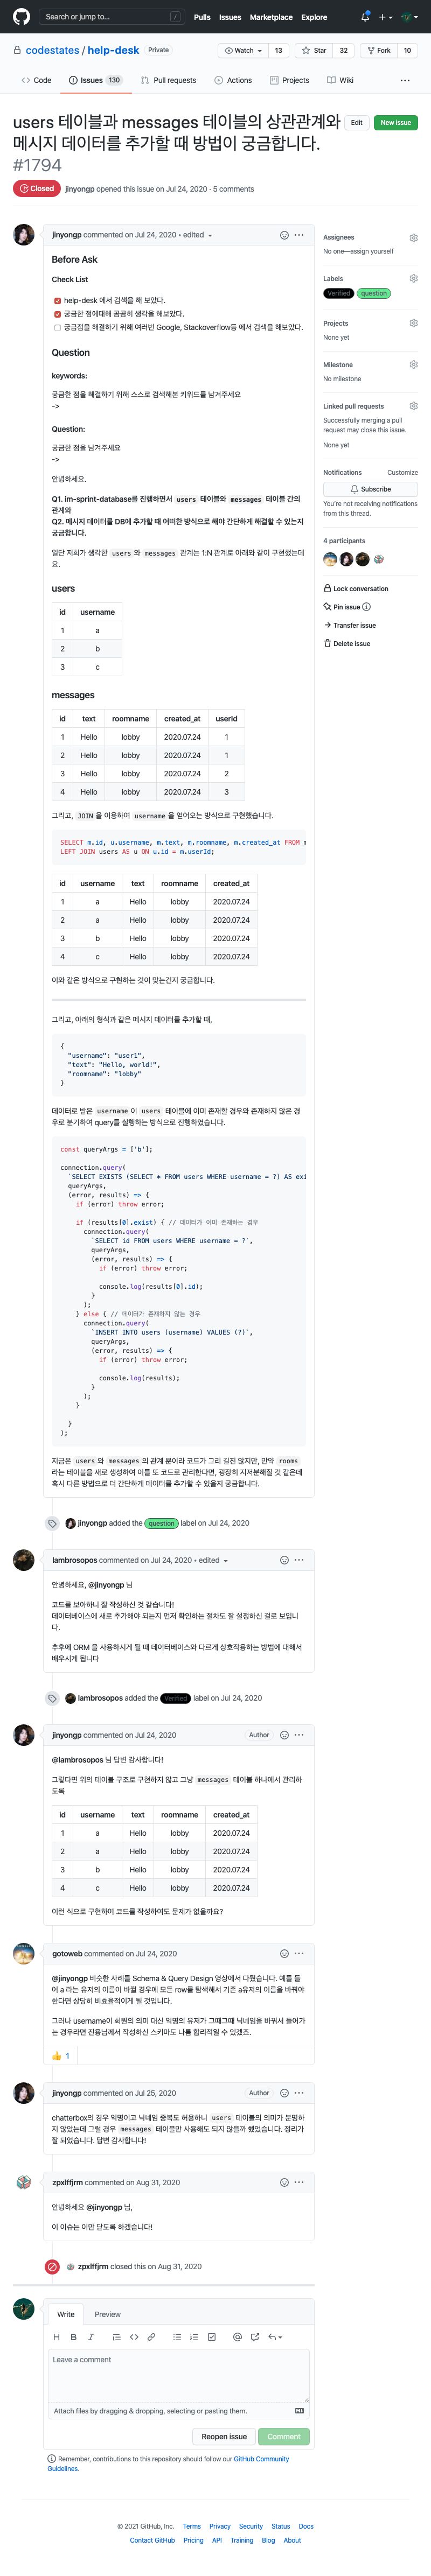 Search or jump to...
/
Pulls Issues Marketplace Explore
codestates / help-desk Private
Watch 13 Star 32 Fork 10
Code Issues 130 Pull requests Actions Projects Wiki
users 테이블과 messages 테이블의 상관관계와
메시지 데이터를 추가할 때 방법이 궁금합니다.
#1794
Edit New issue
Closed jinyongp opened this issue on Jul 24, 2020 · 5 comments
jinyongp commented on Jul 24, 2020 • edited
Before Ask
Check List
help-desk 에서 검색을 해 보았다.
궁금한 점에대해 곰곰히 생각을 해보았다.
궁금점을 해결하기 위해 여러번 Google, Stackoverflow등 에서 검색을 해보았다.
Question
keywords:
궁금한 점을 해결하기 위해 스스로 검색해본 키워드를 남겨주세요
->
Question:
궁금한 점을 남겨주세요
->
안녕하세요.
Q1. im-sprint-database를 진행하면서 users 테이블와 messages 테이블 간의
관계와
Q2. 메시지 데이터를 DB에 추가할 때 어떠한 방식으로 해야 간단하게 해결할 수 있는지
궁금합니다.
일단 저희가 생각한 users 와 messages 관계는 1:N 관계로 아래와 같이 구현했는데
요.
users
id username
1 a
2 b
3 c
messages
id text roomname created_at userId
1 Hello lobby 2020.07.24 1
2 Hello lobby 2020.07.24 1
3 Hello lobby 2020.07.24 2
4 Hello lobby 2020.07.24 3
그리고, JOIN 을 이용하여 username 을 얻어오는 방식으로 구현했습니다.
SELECT m.id, u.username, m.text, m.roomname, m.created_at FROM m
LEFT JOIN users AS u ON u.id = m.userId;
id username text roomname created_at
1 a Hello lobby 2020.07.24
2 a Hello lobby 2020.07.24
3 b Hello lobby 2020.07.24
4 c Hello lobby 2020.07.24
이와 같은 방식으로 구현하는 것이 맞는건지 궁금합니다.
그리고, 아래의 형식과 같은 메시지 데이터를 추가할 때,
{
"username": "user1",
"text": "Hello, world!",
"roomname": "lobby"
}
데이터로 받은 username 이 users 테이블에 이미 존재할 경우와 존재하지 않은 경
우로 분기하여 query를 실행하는 방식으로 진행하였습니다.
const queryArgs = ['b'];
connection.query(
`SELECT EXISTS (SELECT * FROM users WHERE username = ?) AS exi
queryArgs,
(error, results) => {
if (error) throw error;
if (results[0].exist) { // 데이터가 이미 존재하는 경우
connection.query(
`SELECT id FROM users WHERE username = ?`,
queryArgs,
(error, results) => {
if (error) throw error;
console.log(results[0].id);
}
);
} else { // 데이터가 존재하지 않는 경우
connection.query(
`INSERT INTO users (username) VALUES (?)`,
queryArgs,
(error, results) => {
if (error) throw error;
console.log(results);
}
);
}
}
);
지금은 users 와 messages 의 관계 뿐이라 코드가 그리 길진 않지만, 만약 rooms
라는 테이블을 새로 생성하여 이를 또 코드로 관리한다면, 굉장히 지저분해질 것 같은데
혹시 다른 방법으로 더 간단하게 데이터를 추가할 수 있을지 궁금합니다.
jinyongp added the question label on Jul 24, 2020
lambrosopos commented on Jul 24, 2020 • edited
안녕하세요, @jinyongp 님
코드를 보아하니 잘 작성하신 것 같습니다!
데이터베이스에 새로 추가해야 되는지 먼저 확인하는 절차도 잘 설정하신 걸로 보입니
다.
추후에 ORM 을 사용하시게 될 때 데이터베이스와 다르게 상호작용하는 방법에 대해서
배우시게 됩니다
lambrosopos added the Verified label on Jul 24, 2020
jinyongp commented on Jul 24, 2020 Author
@lambrosopos 님 답변 감사합니다!
그렇다면 위의 테이블 구조로 구현하지 않고 그냥 messages 테이블 하나에서 관리하
도록
id username text roomname created_at
1 a Hello lobby 2020.07.24
2 a Hello lobby 2020.07.24
3 b Hello lobby 2020.07.24
4 c Hello lobby 2020.07.24
이런 식으로 구현하여 코드를 작성하여도 문제가 없을까요?
gotoweb commented on Jul 24, 2020
@jinyongp 비슷한 사례를 Schema & Query Design 영상에서 다뤘습니다. 예를 들
어 a 라는 유저의 이름이 바뀔 경우에 모든 row를 탐색해서 기존 a유저의 이름을 바꿔야
한다면 상당히 비효율적이게 될 것입니다.
그러나 username이 회원의 의미 대신 익명의 유저가 그때그때 닉네임을 바꿔서 들어가
는 경우라면 진용님께서 작성하신 스키마도 나름 합리적일 수 있겠죠.
👍 1
jinyongp commented on Jul 25, 2020 Author
chatterbox의 경우 익명이고 닉네임 중복도 허용하니 users 테이블의 의미가 분명하
지 않았는데 그럴 경우 messages 테이블만 사용해도 되지 않을까 했었습니다. 정리가
잘 되었습니다. 답변 감사합니다!
zpxlffjrm commented on Aug 31, 2020
안녕하세요 @jinyongp 님,
이 이슈는 이만 닫도록 하겠습니다!
zpxlffjrm closed this on Aug 31, 2020
Write Preview
Leave a comment
Attach files by dragging & dropping, selecting or pasting them.
Reopen issue Comment
Remember, contributions to this repository should follow our GitHub Community
Guidelines.
Assignees
No one—assign yourself
Labels
Verified question
Projects
None yet
Milestone
No milestone
Linked pull requests
Successfully merging a pull
request may close this issue.
None yet
Notifications Customize
Subscribe
You're not receiving notifications
from this thread.
4 participants
Lock conversation
Pin issue
Transfer issue
Delete issue
© 2021 GitHub, Inc. Terms Privacy Security Status Docs
Contact GitHub Pricing API Training Blog About